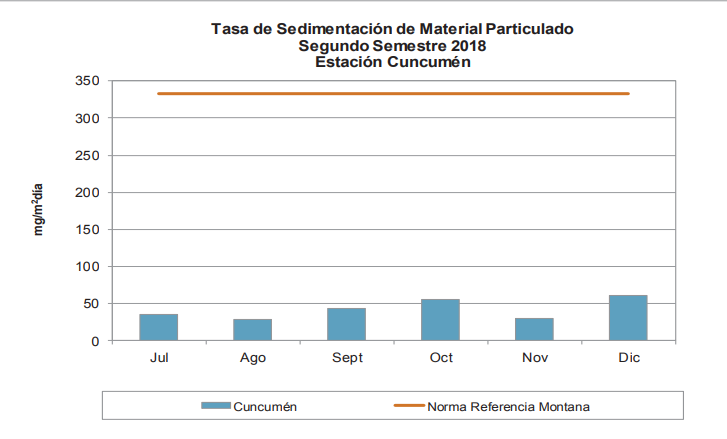 Tasa de Sedimentación de Material Particulado
Segundo Semestre 2018
Estación Cuncumén
350
300
250
200
150
100
50
0
mg/m²día
Jul Ago Sept Oct Nov Dic
Cuncumén Norma Referencia Montana